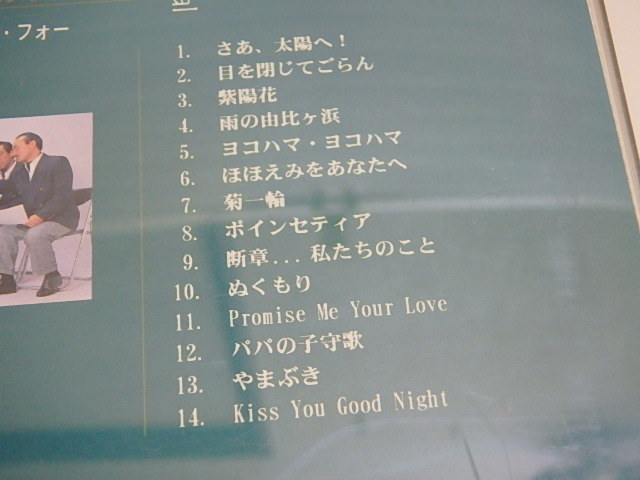 ・フォー
1. さあ、太陽へ！
2. 目を閉じてごらん
3. 紫陽花
4. 雨の由比ヶ浜
5. ヨコハマ・ヨコハマ
6. ほほえみをあなたへ
7. 菊一輪
8. ポインセティア
9. 断章...私たちのこと
10. ぬくもり
11. Promise Me Your Love
12. パパの子守歌
13. やまぶき
14. Kiss You Good Night